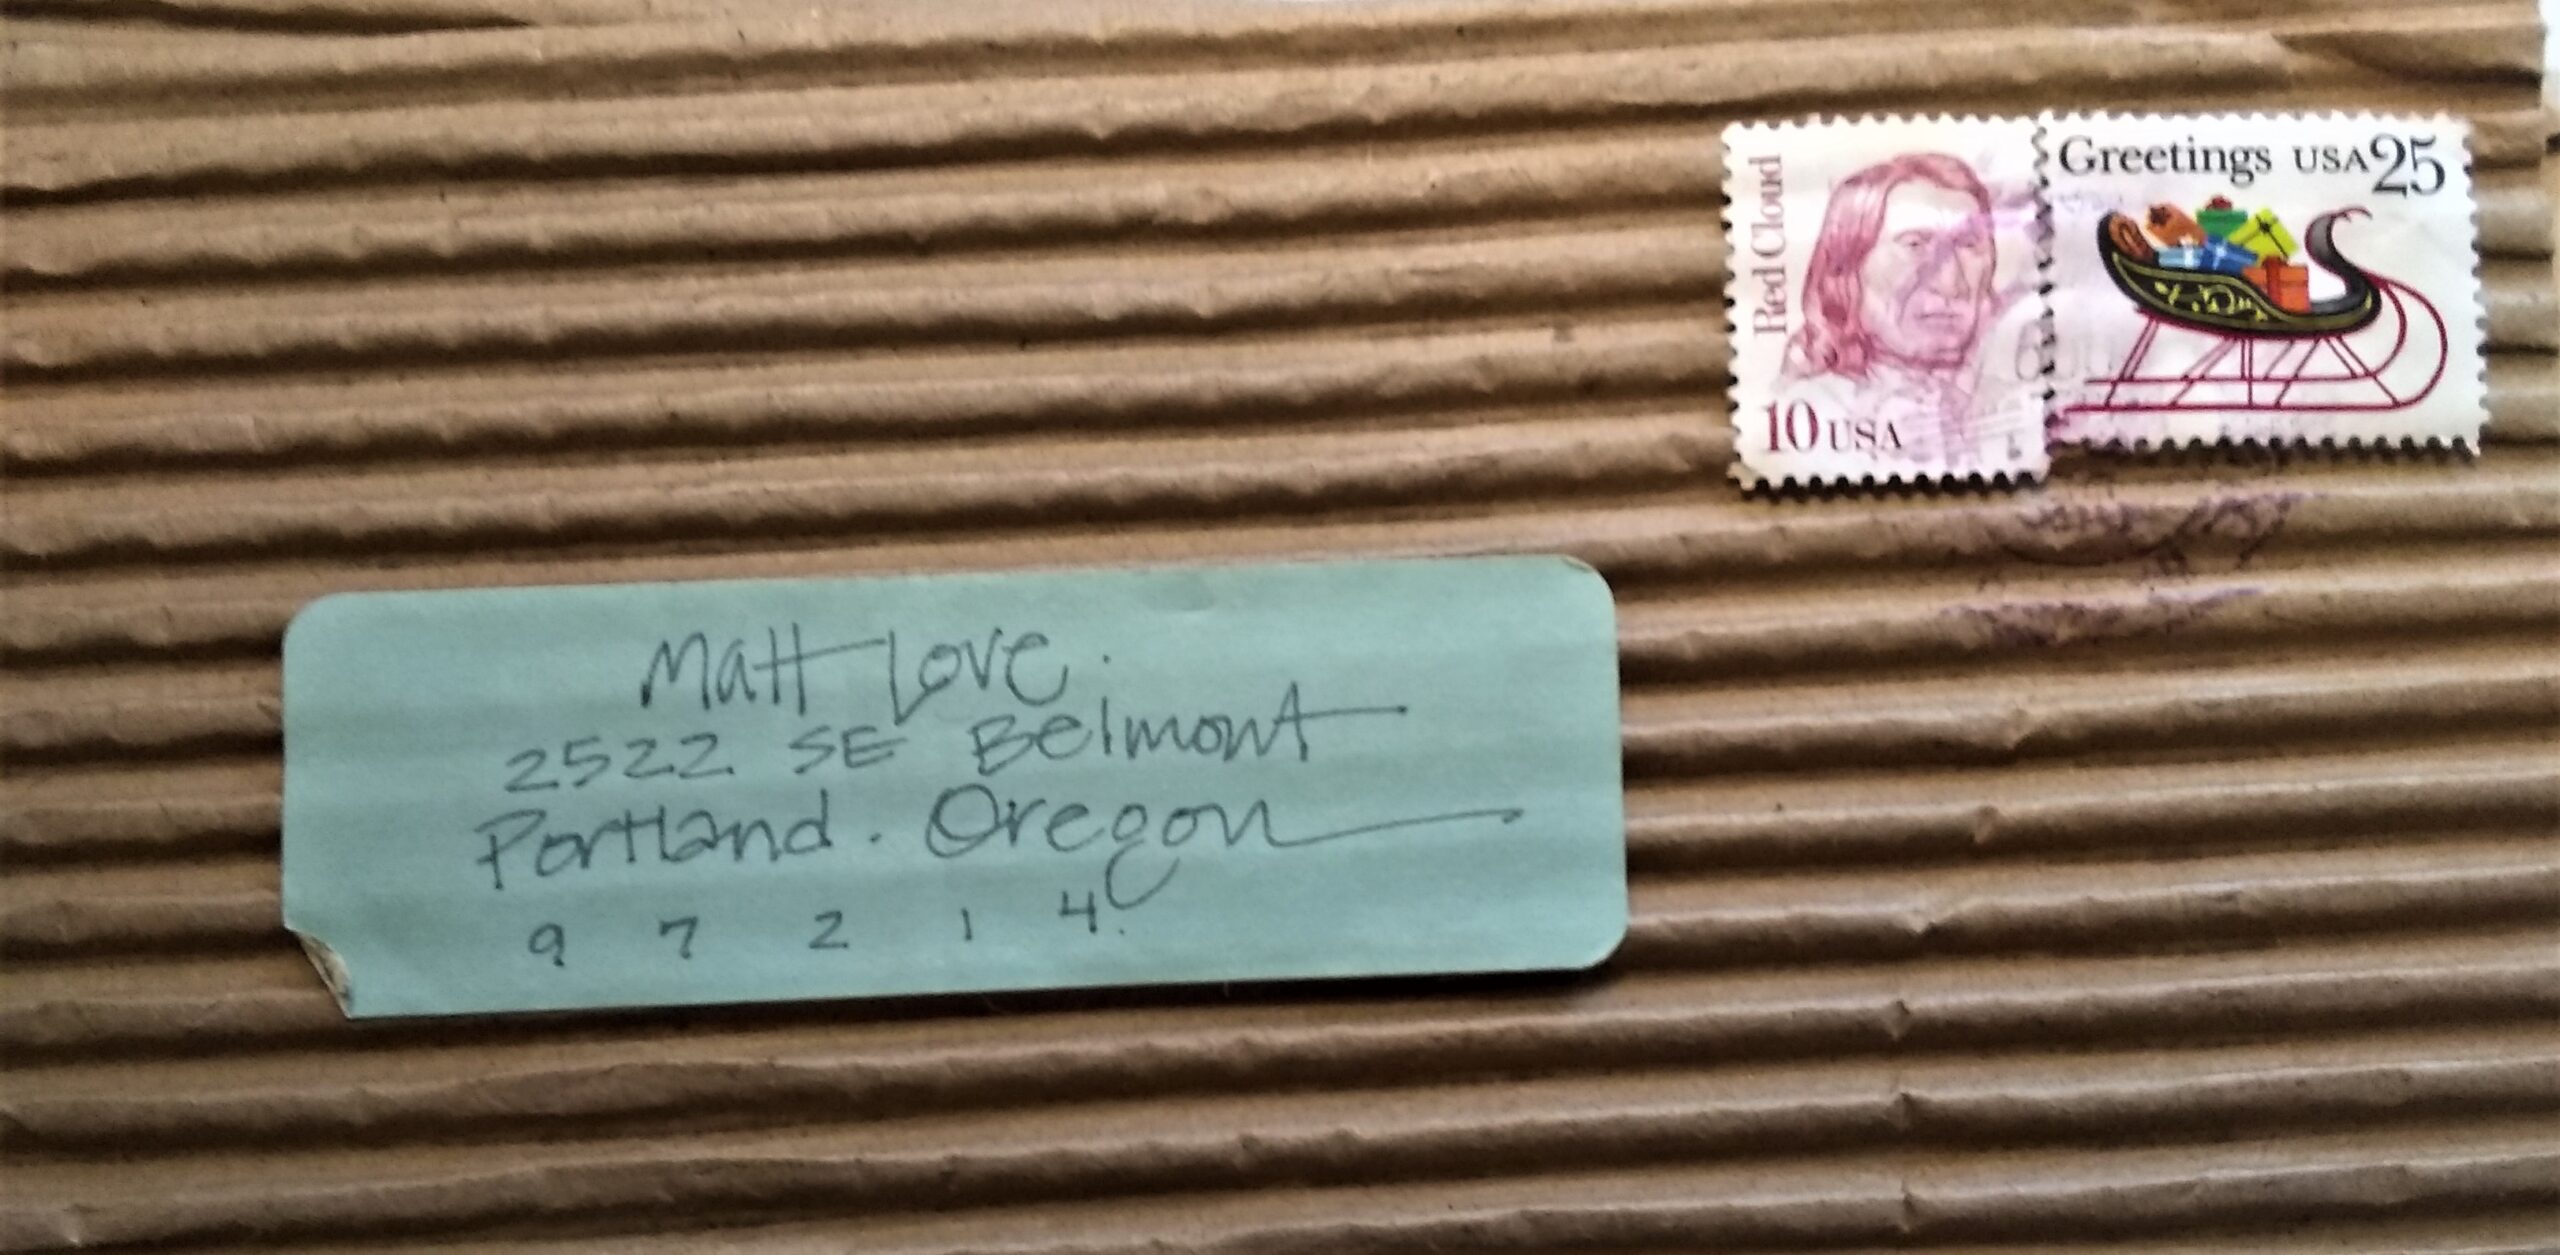 Red Cloud
10 USA
Greetings USA 25
Matt Love.
2522 SE Belmont
Portland. Oregon
9 7 2 1 4.